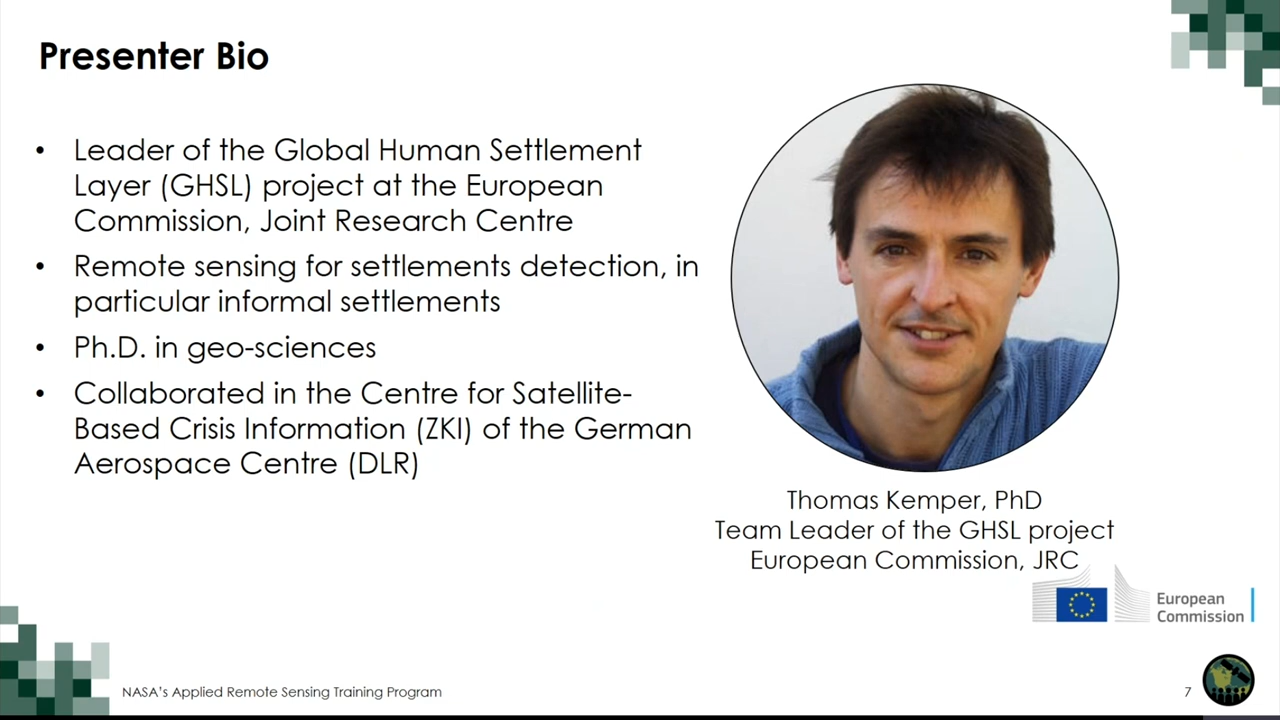 Presenter Bio
• Leader of the Global Human Settlement
Layer (GHSL) project at the European
Commission, Joint Research Centre
• Remote sensing for settlements detection, in
particular informal settlements
• Ph.D. in geo-sciences
• Collaborated in the Centre for Satellite-
Based Crisis Information (ZKI) of the German
Aerospace Centre (DLR)
Thomas Kemper, PhD
Team Leader of the GHSL project
European Commission, JRC
European
Commission
NASA's Applied Remote Sensing Training Program
7